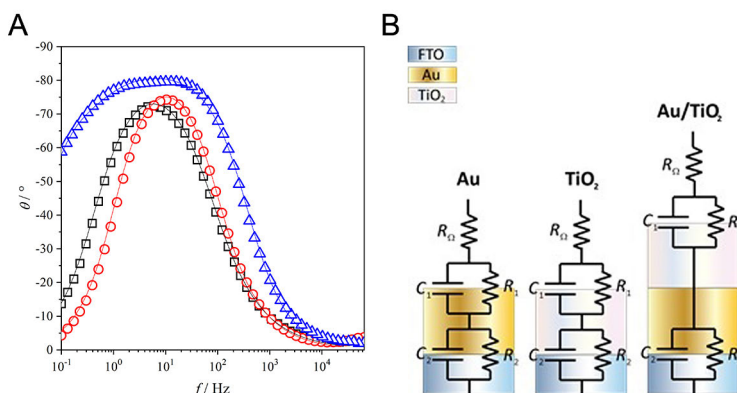 A
-90
-80
-70
-60
-50
-40
-30
-20
-10
0
θ / °
10⁻¹ 10⁰ 10¹ 10² 10³ 10⁴
f / Hz
B
FTO
Au
TiO₂
Au
R_Ω
C₁ R₁
C₂ R₂
TiO₂
R_Ω
C₁ R₁
C₂ R₂
Au/TiO₂
R_Ω
C₁ R
C₂ R